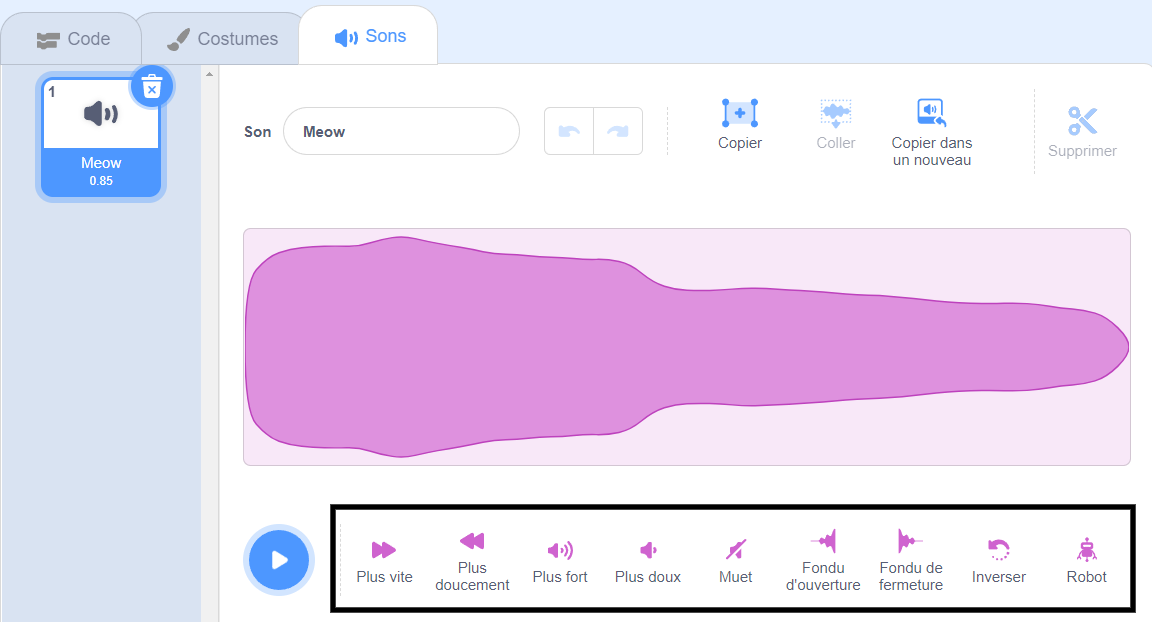 Code
Costumes
Sons
1
Meow
0.85
Son
Meow
Copier
Coller
Copier dans
un nouveau
Supprimer
Plus vite
Plus
doucement
Plus fort
Plus doux
Muet
Fondu
d'ouverture
Fondu de
fermeture
Inverser
Robot